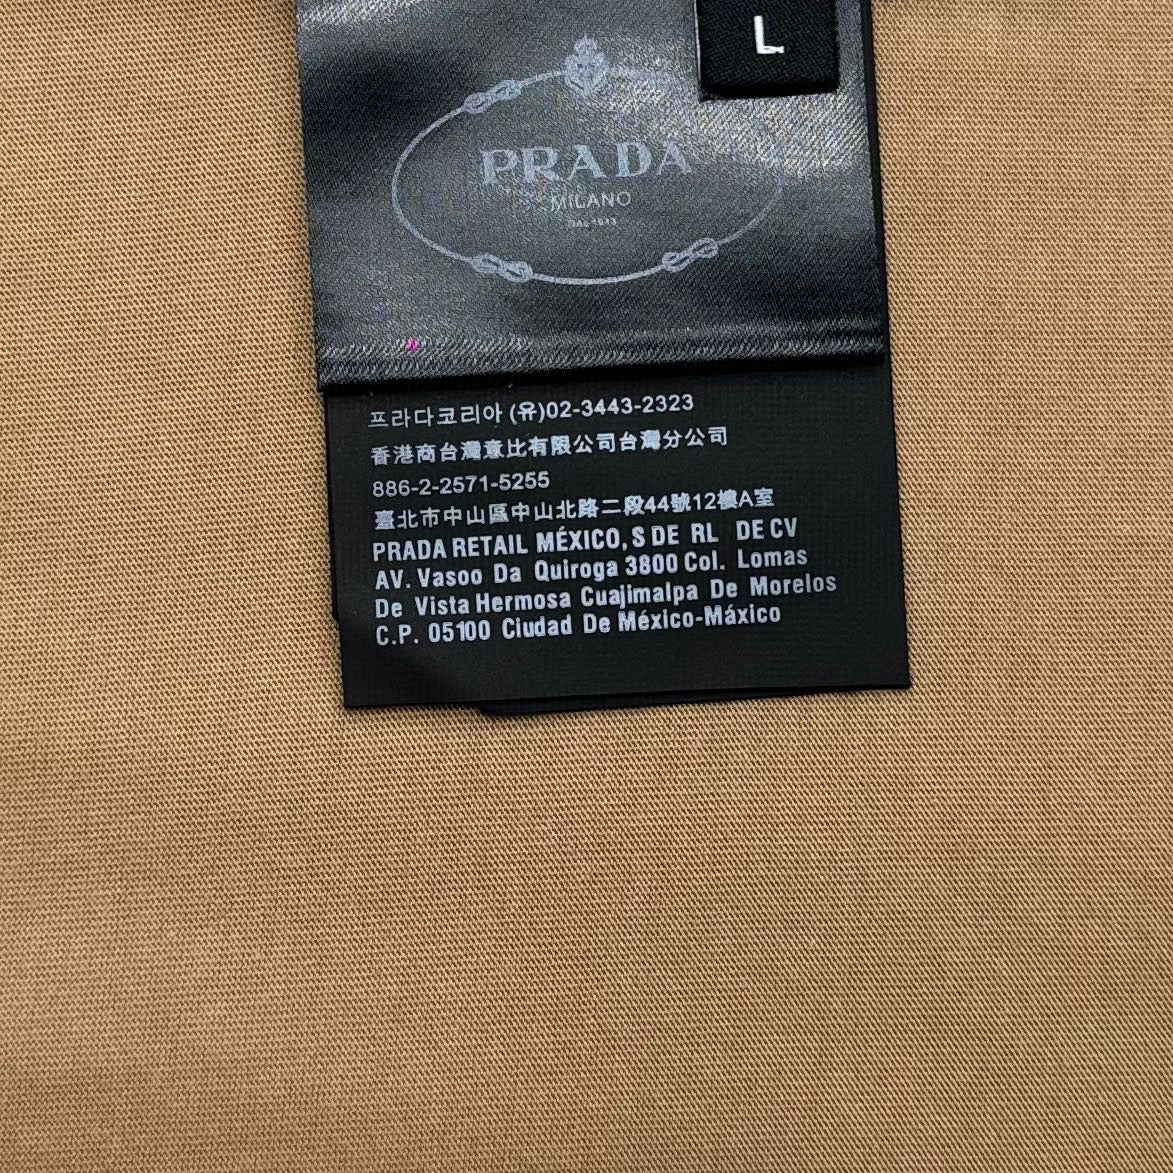 L
PRADA
MILANO
DAL 1913
프라다코리아 (유)02-3443-2323
香港商台灣意比有限公司台灣分公司
886-2-2571-5255
臺北市中山區中山北路二段44號12樓A室
PRADA RETAIL MÉXICO, S DE RL DE CV
AV. Vasoo Da Quiroga 3800 Col. Lomas
De Vista Hermosa Cuajimalpa De Morelos
C.P. 05100 Ciudad De México-Máxico